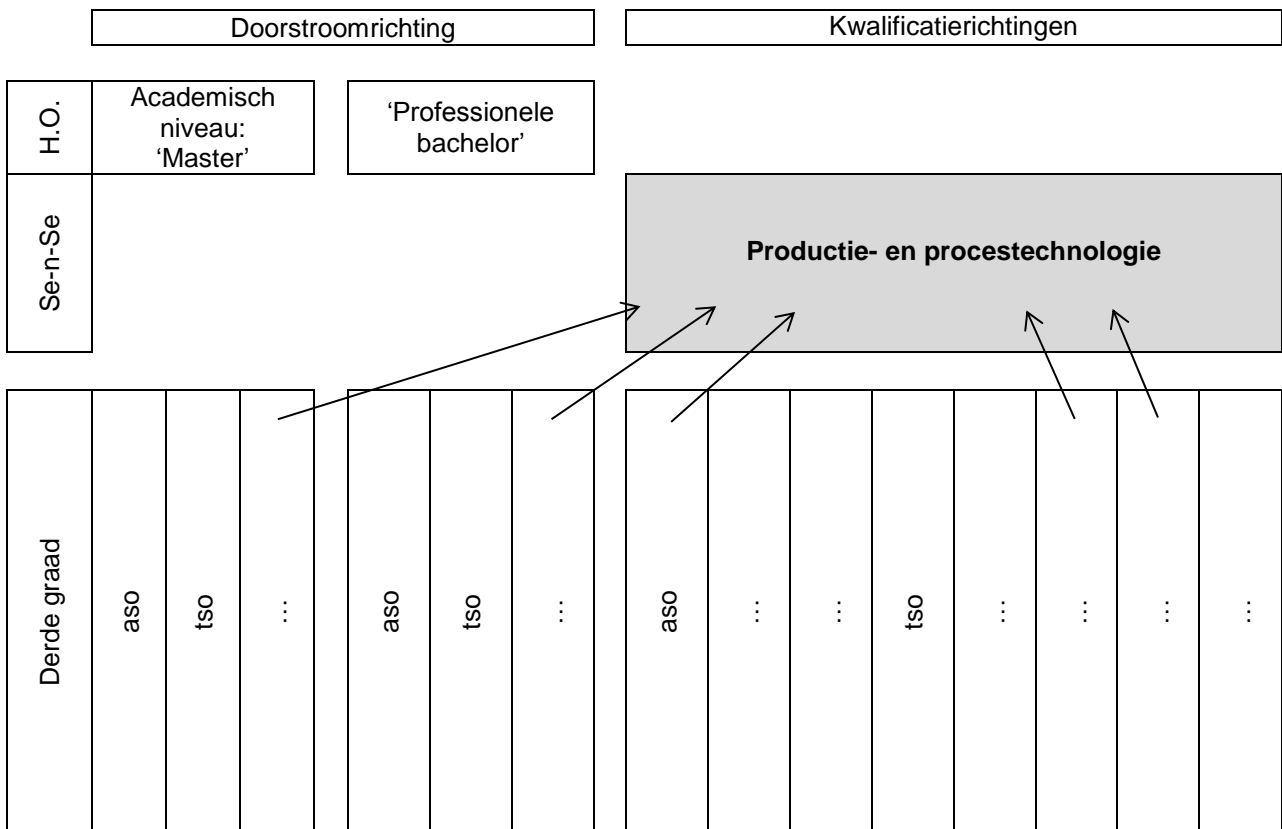 Doorstroomrichting
Kwalificatierichtingen
H.O.
Academisch
niveau:
‘Master’
‘Professionele
bachelor’
Se-n-Se
Productie- en procestechnologie
Derde graad
aso
tso
…
aso
tso
…
aso
…
…
tso
…
…
…
…